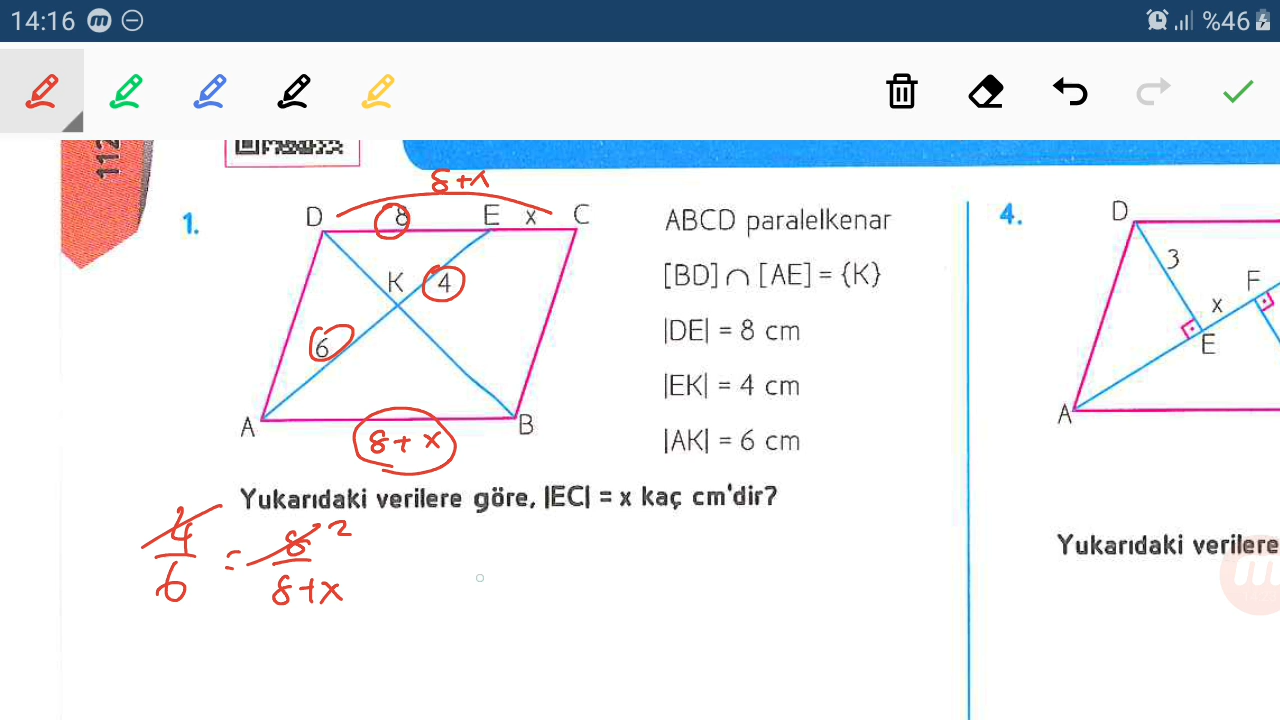 14:16 %46
112
8+x
1. D 8 E x C
K 4
6
A B
8+x
ABCD paralelkenar
[BD] ∩ [AE] = {K}
|DE| = 8 cm
|EK| = 4 cm
|AK| = 6 cm
Yukarıdaki verilere göre, |EC| = x kaç cm'dir?
4/6 = 8/8+x 2
4. D
3
F
x
E
A
Yukarıdaki verilere